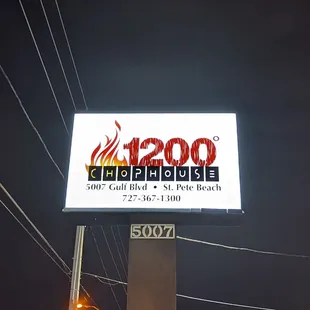 1200°
CHOPHOUSE
5007 Gulf Blvd • St. Pete Beach
727-367-1300
5007